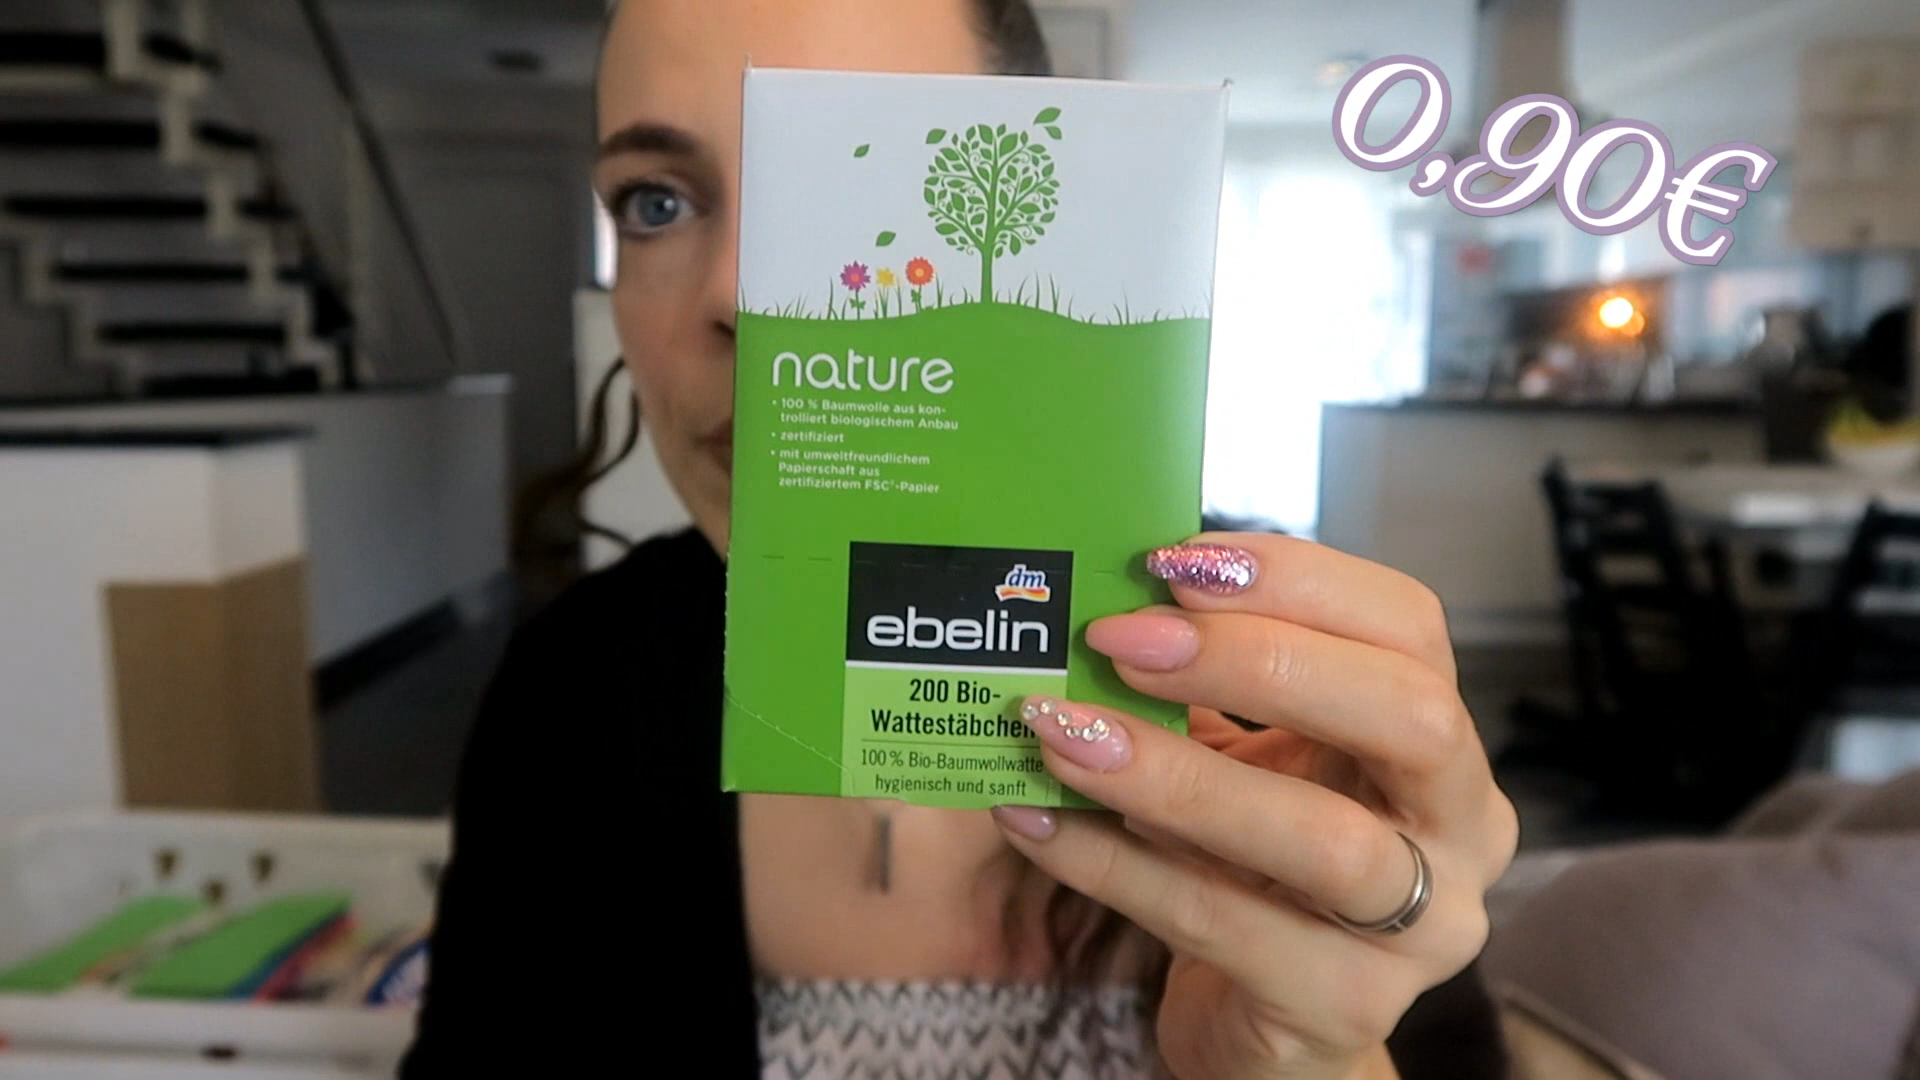 0,90€
nature
• 100 % Baumwolle aus kon-
trolliert biologischem Anbau
• zertifiziert
• mit umweltfreundlichem
Papierschaft aus
zertifiziertem FSC®-Papier
dm
ebelin
200 Bio-
Wattestäbchen
100 % Bio-Baumwollwatte
hygienisch und sanft